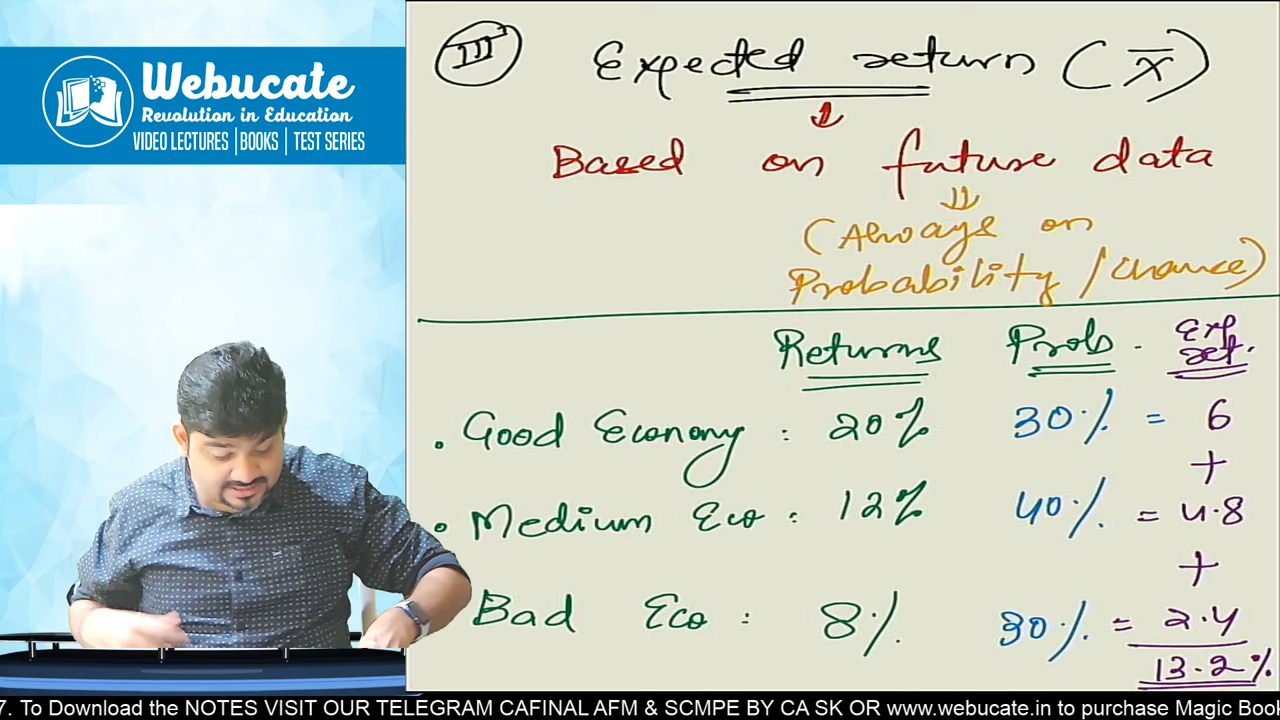 Webucate
Revolution in Education
VIDEO LECTURES | BOOKS | TEST SERIES
III
Expected return (x̄)
Based on future data
(Always on
Probability / chance)
Returns Prob. Exp ret.
• Good Economy : 20% 30% = 6
+
• Medium Eco : 12% 40% = 4.8
+
Bad Eco : 8% 30% = 2.4
13.2%
7. To Download the NOTES VISIT OUR TELEGRAM CAFINAL AFM & SCMPE BY CA SK OR www.webucate.in to purchase Magic Boo